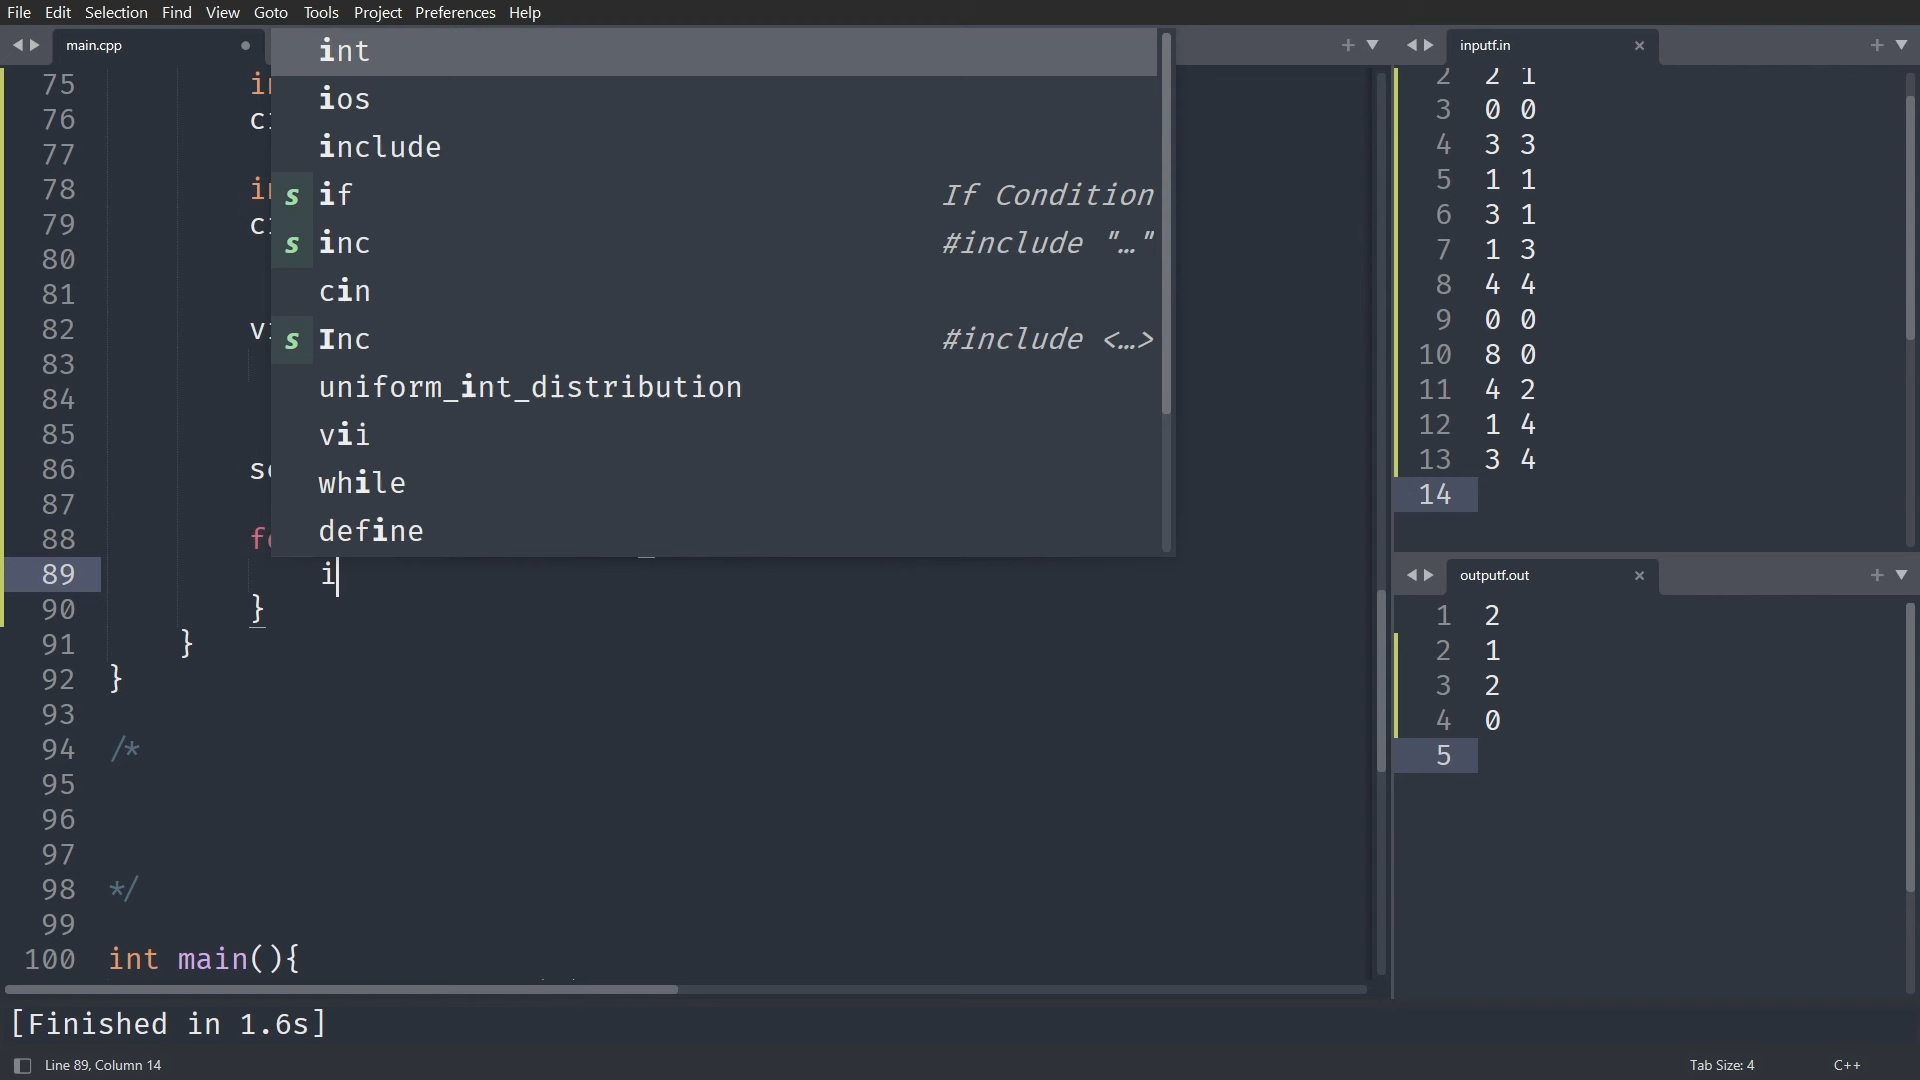 File Edit Selection Find View Goto Tools Project Preferences Help
main.cpp
75
76
77
78
79
80
81
82
83
84
85
86
87
88
89 i
90 }
91 }
92 }
93
94 /*
95
96
97
98 */
99
100 int main(){
int
ios
include
s if If Condition
s inc #include "…"
cin
s Inc #include <…>
uniform_int_distribution
vii
while
define
inputf.in
2 2 1
3 0 0
4 3 3
5 1 1
6 3 1
7 1 3
8 4 4
9 0 0
10 8 0
11 4 2
12 1 4
13 3 4
14
outputf.out
1 2
2 1
3 2
4 0
5
[Finished in 1.6s]
Line 89, Column 14
Tab Size: 4
C++